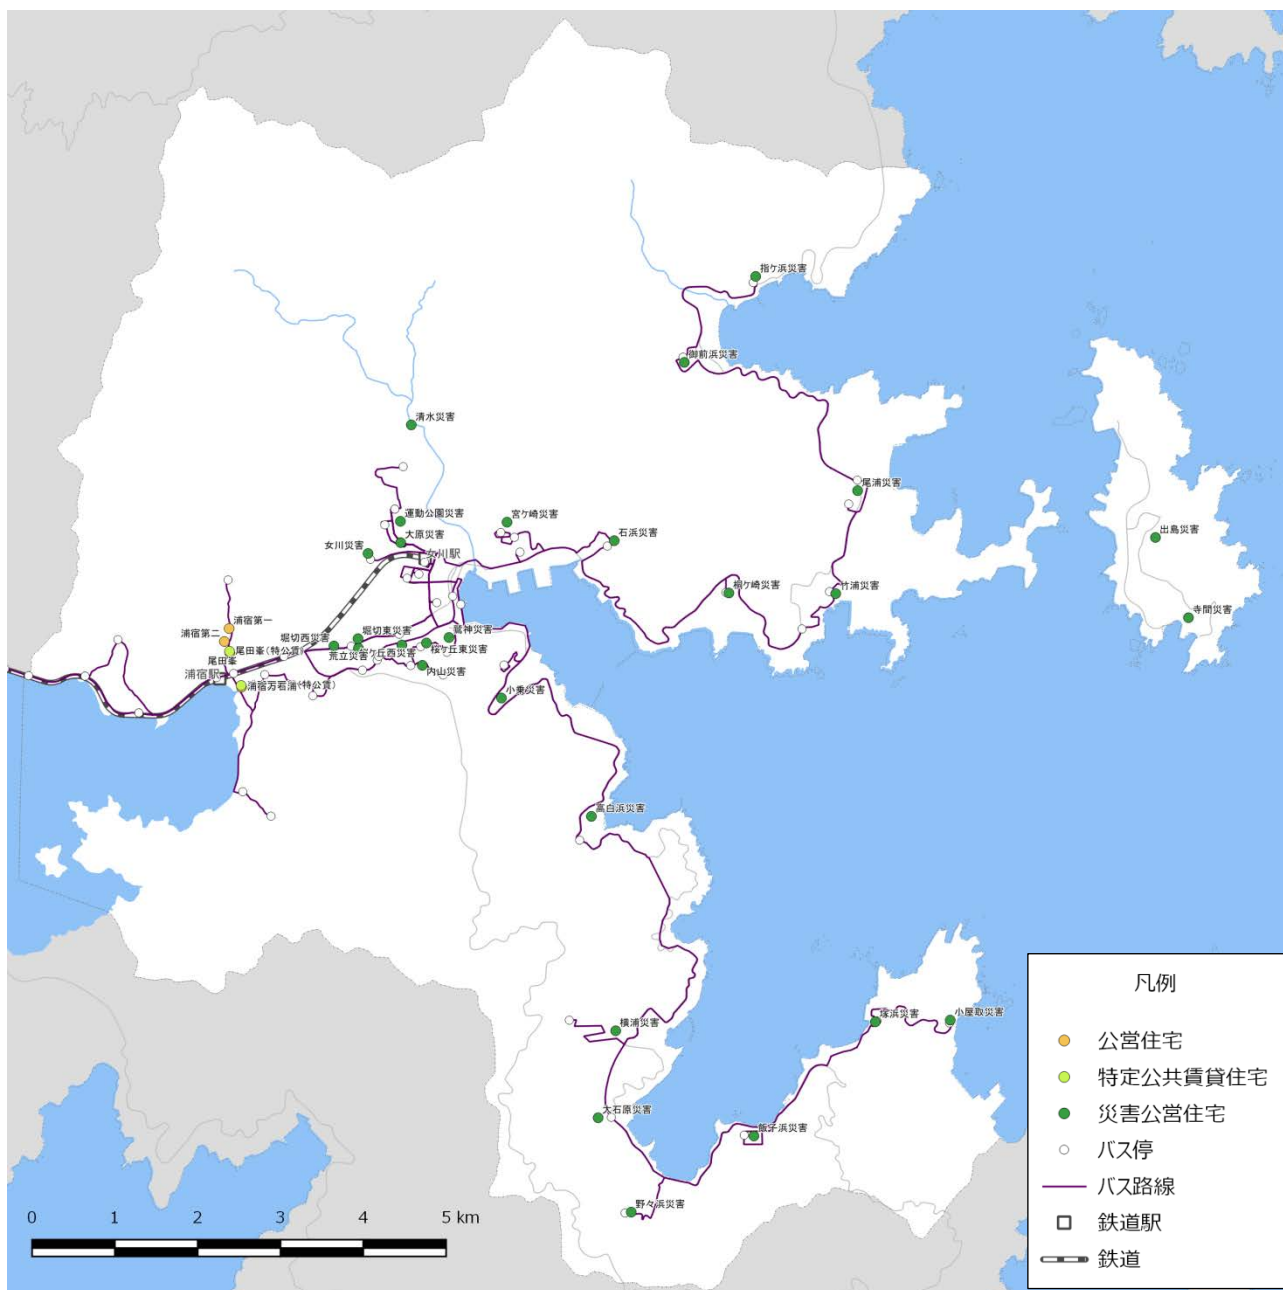 指ケ浜災害
御前浜災害
清水災害
尾浦災害
運動公園災害
宮ケ崎災害
大原災害
石浜災害
出島災害
女川災害
女川駅
桐ケ崎災害
竹浦災害
寺間災害
浦宿第一
浦宿第二
堀切東災害
鷲神災害
堀切西災害
尾田峯(特公賃)
荒立災害
桜ケ丘西災害
桜ケ丘東災害
尾田峯
内山災害
浦宿駅
小乗災害
高白浜災害
横浦災害
塚浜災害
小屋取災害
大石原災害
飯子浜災害
野々浜災害
凡例
公営住宅
特定公共賃貸住宅
災害公営住宅
バス停
バス路線
鉄道駅
鉄道
0 1 2 3 4 5 km